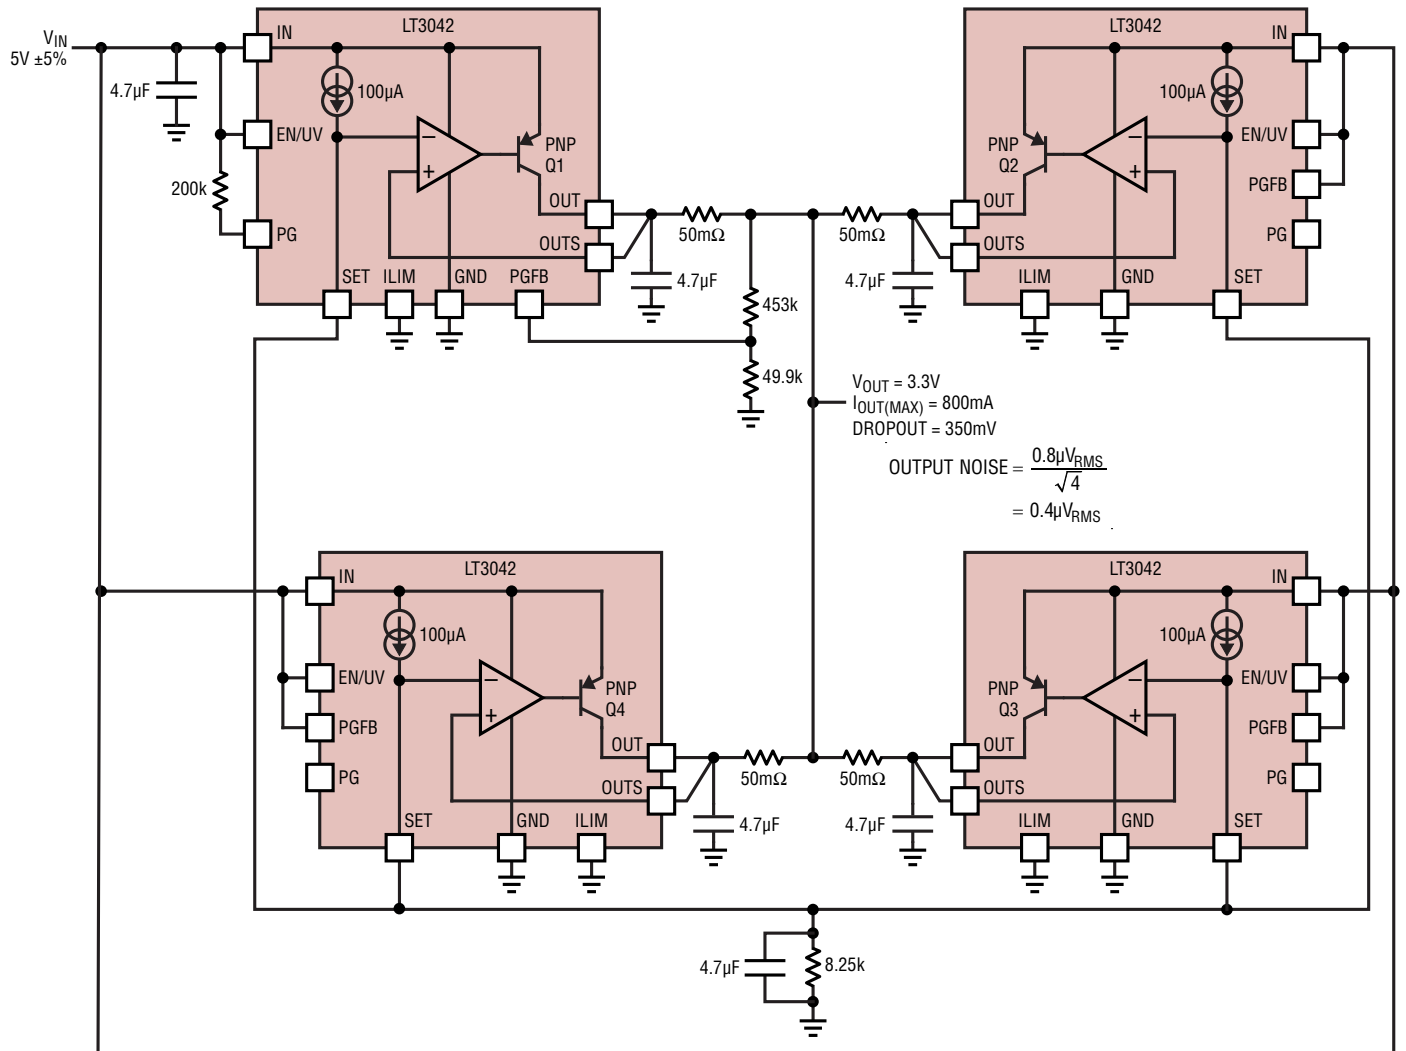 VIN
5V ±5%
4.7µF
200k
IN
LT3042
100µA
EN/UV
PNP
Q1
PG
OUT
OUTS
SET
ILIM
GND
PGFB
50mΩ
50mΩ
4.7µF
4.7µF
453k
49.9k
LT3042
IN
100µA
EN/UV
PNP
Q2
PGFB
OUT
PG
OUTS
ILIM
GND
SET
VOUT = 3.3V
IOUT(MAX) = 800mA
DROPOUT = 350mV
OUTPUT NOISE = 0.8µVRMS
√4
= 0.4µVRMS
LT3042
IN
100µA
EN/UV
PNP
Q4
PGFB
PG
OUT
OUTS
SET
GND
ILIM
50mΩ
50mΩ
4.7µF
4.7µF
LT3042
IN
100µA
EN/UV
PNP
Q3
PGFB
OUT
PG
OUTS
ILIM
GND
SET
4.7µF
8.25k
−
+
−
+
−
+
−
+